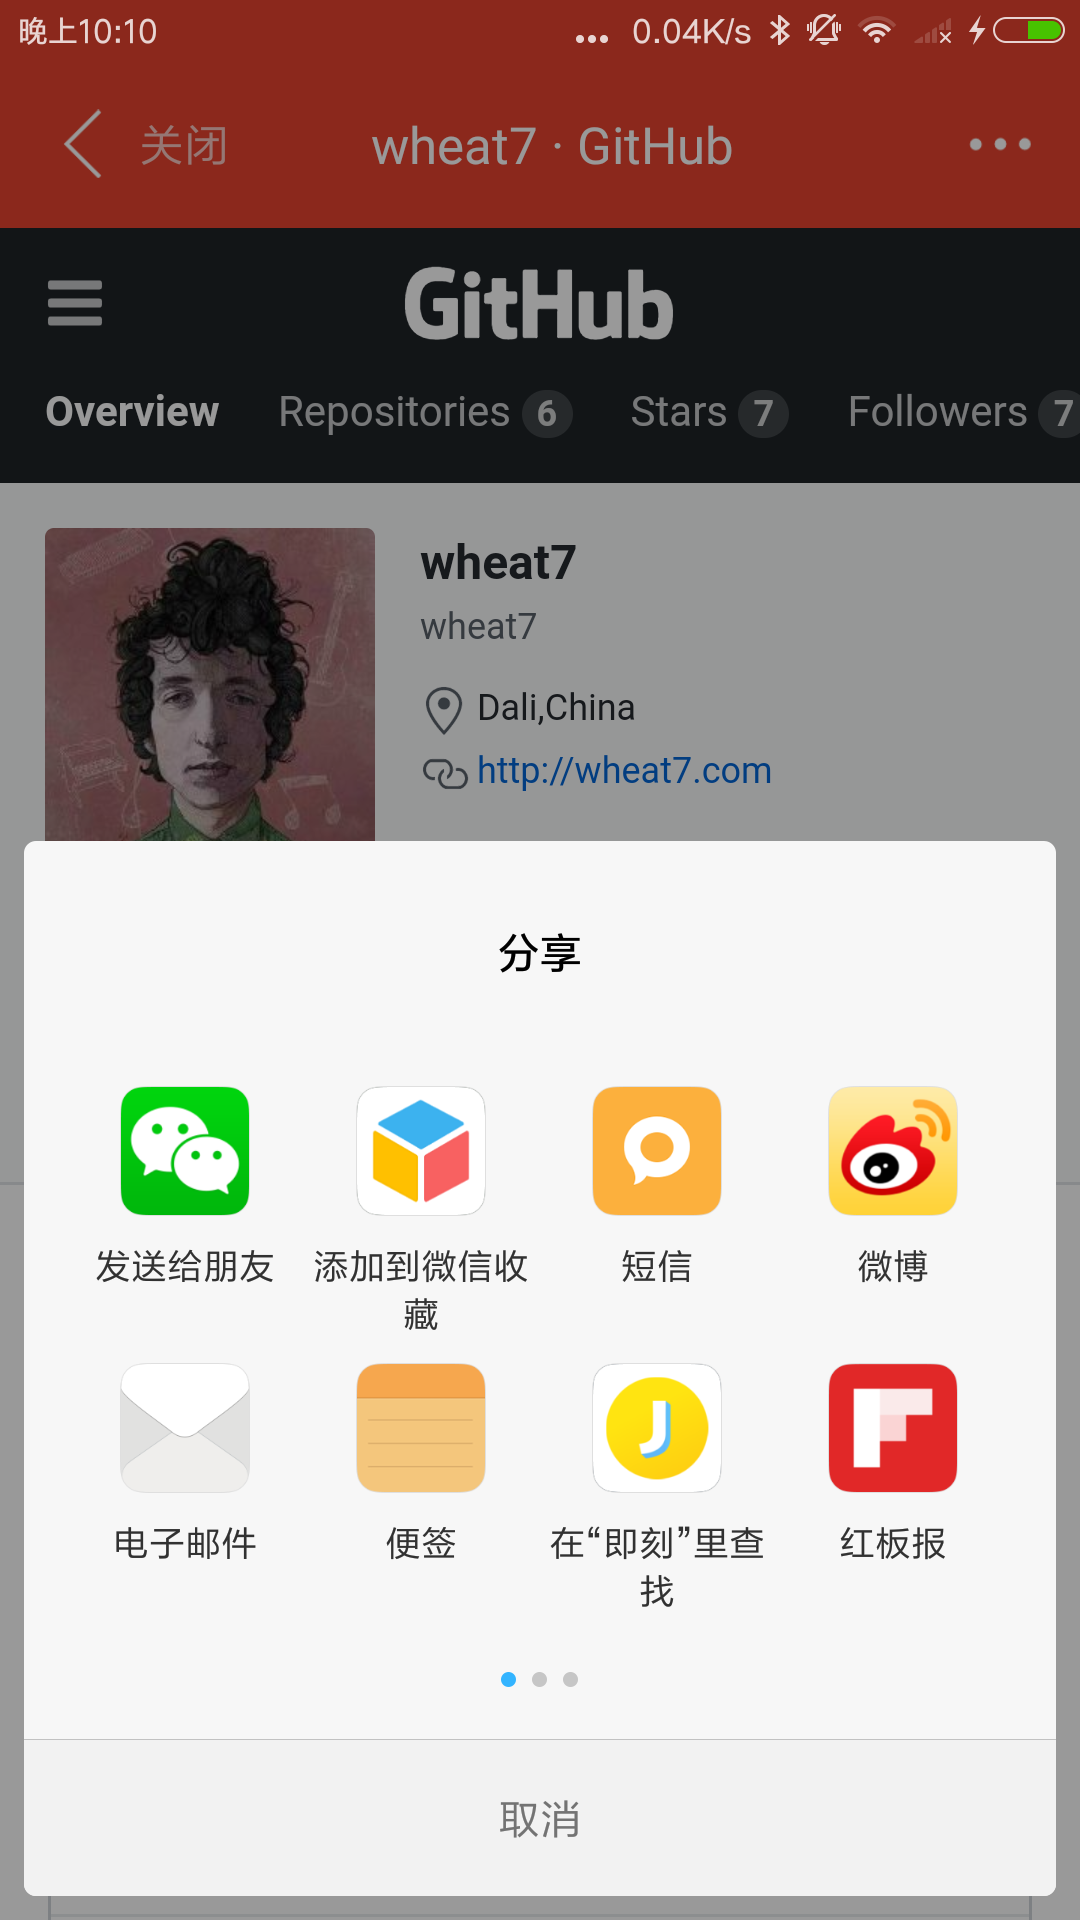 晚上10:10
... 0.04K/s
关闭
wheat7 · GitHub
GitHub
Overview
Repositories 6
Stars 7
Followers 7
wheat7
wheat7
Dali,China
http://wheat7.com
分享
发送给朋友
添加到微信收
藏
短信
微博
电子邮件
便签
在“即刻”里查
找
红板报
取消